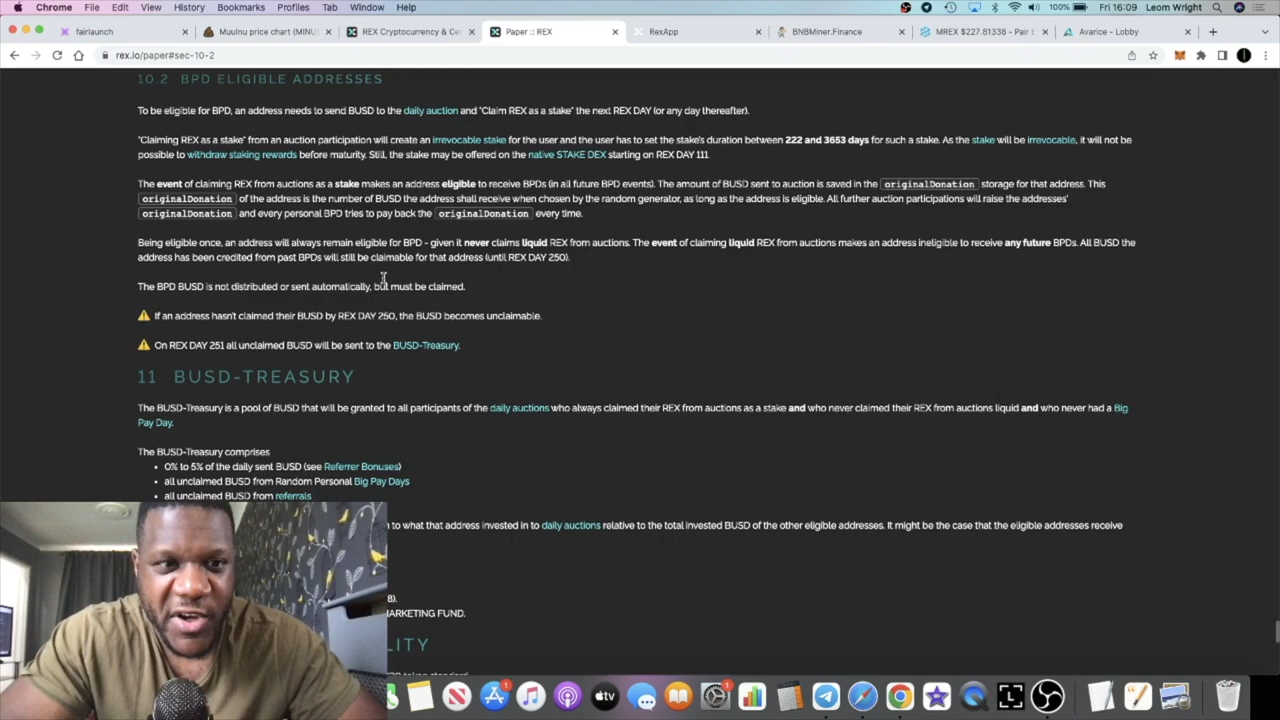 Chrome File Edit View History Bookmarks Profiles Tab Window Help 100% Fri 16:09 Leom Wright
fairlaunch MuuInu price chart (MINU) REX Cryptocurrency & Ce Paper :: REX RexApp BNBMiner.Finance MREX $227.81338 - Pair Avarice - Lobby
rex.io/paper#sec-10-2
10.2 BPD ELIGIBLE ADDRESSES
To be eligible for BPD, an address needs to send BUSD to the daily auction and "Claim REX as a stake" the next REX DAY (or any day thereafter).
"Claiming REX as a stake" from an auction participation will create an irrevocable stake for the user and the user has to set the stake's duration between 222 and 3653 days for such a stake. As the stake will be irrevocable, it will not be
possible to withdraw staking rewards before maturity. Still, the stake may be offered on the native STAKE DEX starting on REX DAY 111.
The event of claiming REX from auctions as a stake makes an address eligible to receive BPDs (in all future BPD events). The amount of BUSD sent to auction is saved in the originalDonation storage for that address. This
originalDonation of the address is the number of BUSD the address shall receive when chosen by the random generator, as long as the address is eligible. All further auction participations will raise the addresses'
originalDonation and every personal BPD tries to pay back the originalDonation every time.
Being eligible once, an address will always remain eligible for BPD - given it never claims liquid REX from auctions. The event of claiming liquid REX from auctions makes an address ineligible to receive any future BPDs. All BUSD the
address has been credited from past BPDs will still be claimable for that address (until REX DAY 250).
The BPD BUSD is not distributed or sent automatically, but must be claimed.
If an address hasn't claimed their BUSD by REX DAY 250, the BUSD becomes unclaimable.
On REX DAY 251 all unclaimed BUSD will be sent to the BUSD-Treasury.
11 BUSD-TREASURY
The BUSD-Treasury is a pool of BUSD that will be granted to all participants of the daily auctions who always claimed their REX from auctions as a stake and who never claimed their REX from auctions liquid and who never had a Big
Pay Day.
The BUSD-Treasury comprises
• 0% to 5% of the daily sent BUSD (see Referrer Bonuses)
• all unclaimed BUSD from Random Personal Big Pay Days
• all unclaimed BUSD from referrals
to what that address invested in to daily auctions relative to the total invested BUSD of the other eligible addresses. It might be the case that the eligible addresses receive
8).
MARKETING FUND.
LITY
tv